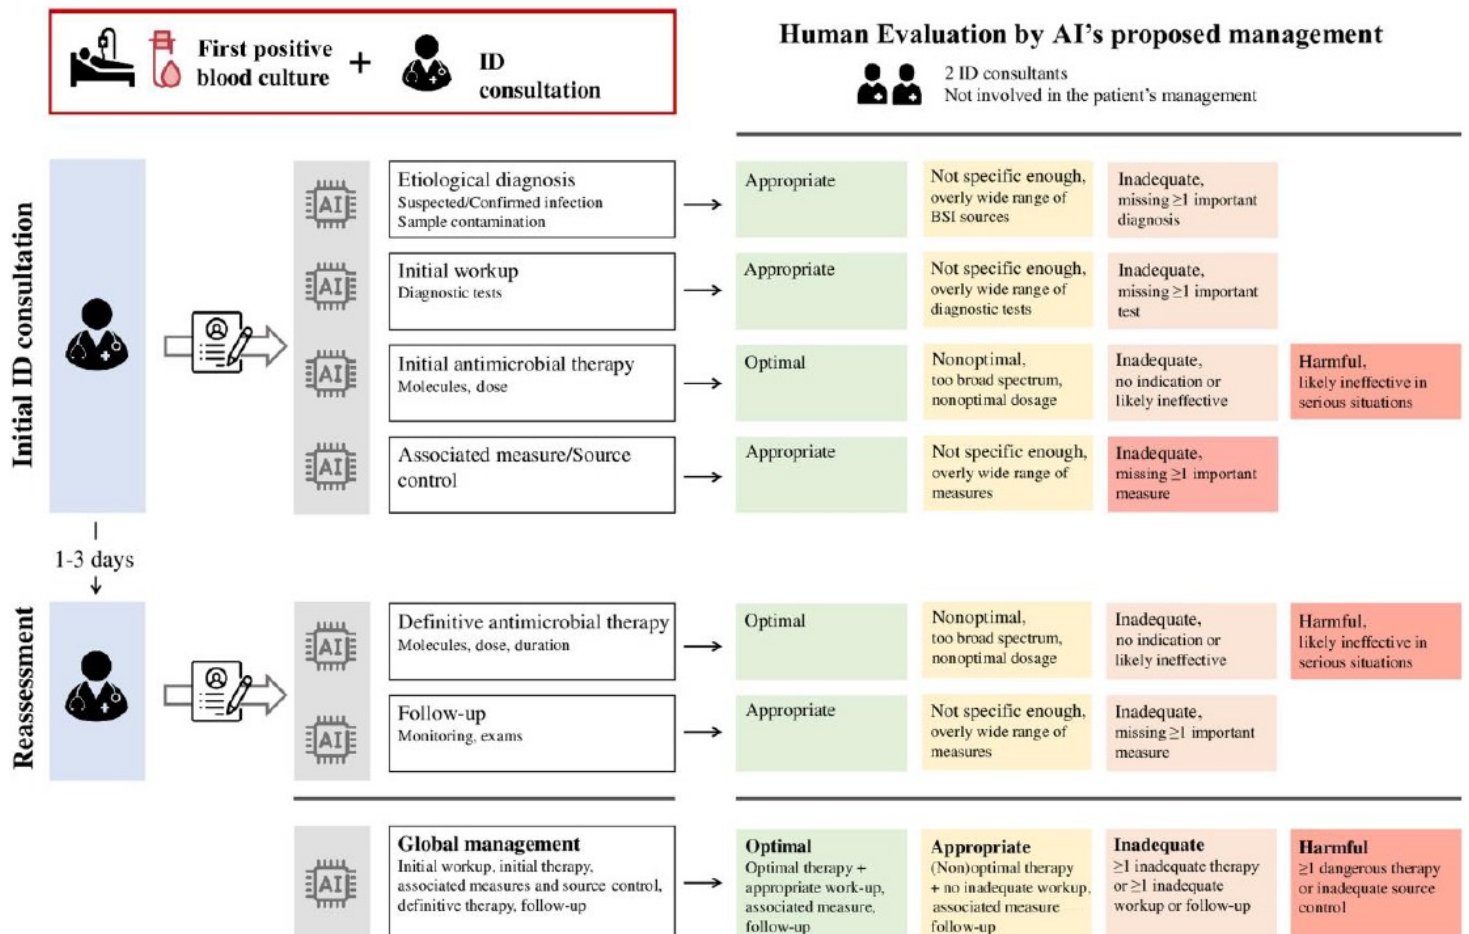 First positive
blood culture
+
ID
consultation
Human Evaluation by AI's proposed management
2 ID consultants
Not involved in the patient's management
Initial ID consultation
AI
Etiological diagnosis
Suspected/Confirmed infection
Sample contamination
Appropriate
Not specific enough,
overly wide range of
BSI sources
Inadequate,
missing ≥1 important
diagnosis
AI
Initial workup
Diagnostic tests
Appropriate
Not specific enough,
overly wide range of
diagnostic tests
Inadequate,
missing ≥1 important
test
AI
Initial antimicrobial therapy
Molecules, dose
Optimal
Nonoptimal,
too broad spectrum,
nonoptimal dosage
Inadequate,
no indication or
likely ineffective
Harmful,
likely ineffective in
serious situations
AI
Associated measure/Source
control
Appropriate
Not specific enough,
overly wide range of
measures
Inadequate,
missing ≥1 important
measure
1-3 days
Reassessment
AI
Definitive antimicrobial therapy
Molecules, dose, duration
Optimal
Nonoptimal,
too broad spectrum,
nonoptimal dosage
Inadequate,
no indication or
likely ineffective
Harmful,
likely ineffective in
serious situations
AI
Follow-up
Monitoring, exams
Appropriate
Not specific enough,
overly wide range of
measures
Inadequate,
missing ≥1 important
measure
AI
Global management
Initial workup, initial therapy,
associated measures and source control,
definitive therapy, follow-up
Optimal
Optimal therapy +
appropriate work-up,
associated measure,
follow-up
Appropriate
(Non)optimal therapy
+ no inadequate workup,
associated measure
follow-up
Inadequate
≥1 inadequate therapy
or ≥1 inadequate
workup or follow-up
Harmful
≥1 dangerous therapy
or inadequate source
control